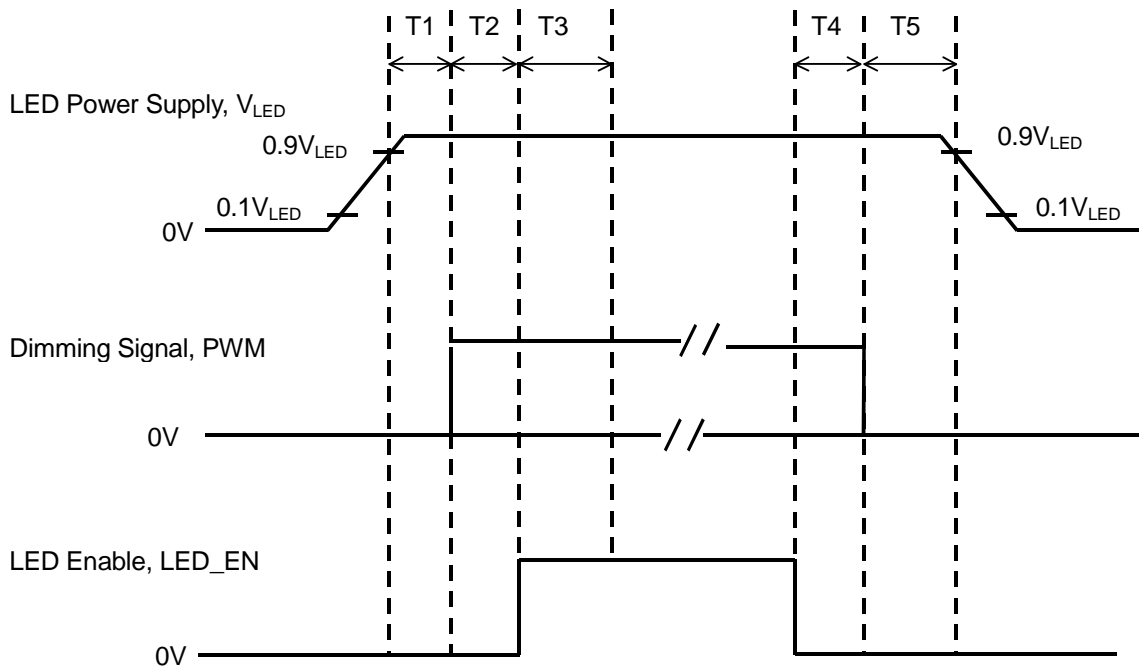 T1 T2 T3 T4 T5
LED Power Supply, VLED
0.9VLED 0.9VLED
0.1VLED 0.1VLED
0V
Dimming Signal, PWM
0V
LED Enable, LED_EN
0V